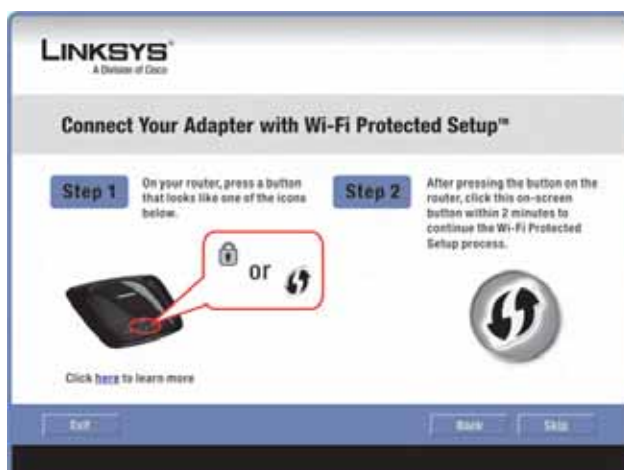 LINKSYS®
A Division of Cisco
Connect Your Adapter with Wi-Fi Protected Setup™
Step 1
On your router, press a button
that looks like one of the icons
below.
or
Click here to learn more
Step 2
After pressing the button on the
router, click this on-screen
button within 2 minutes to
continue the Wi-Fi Protected
Setup process.
Exit
Back
Skip